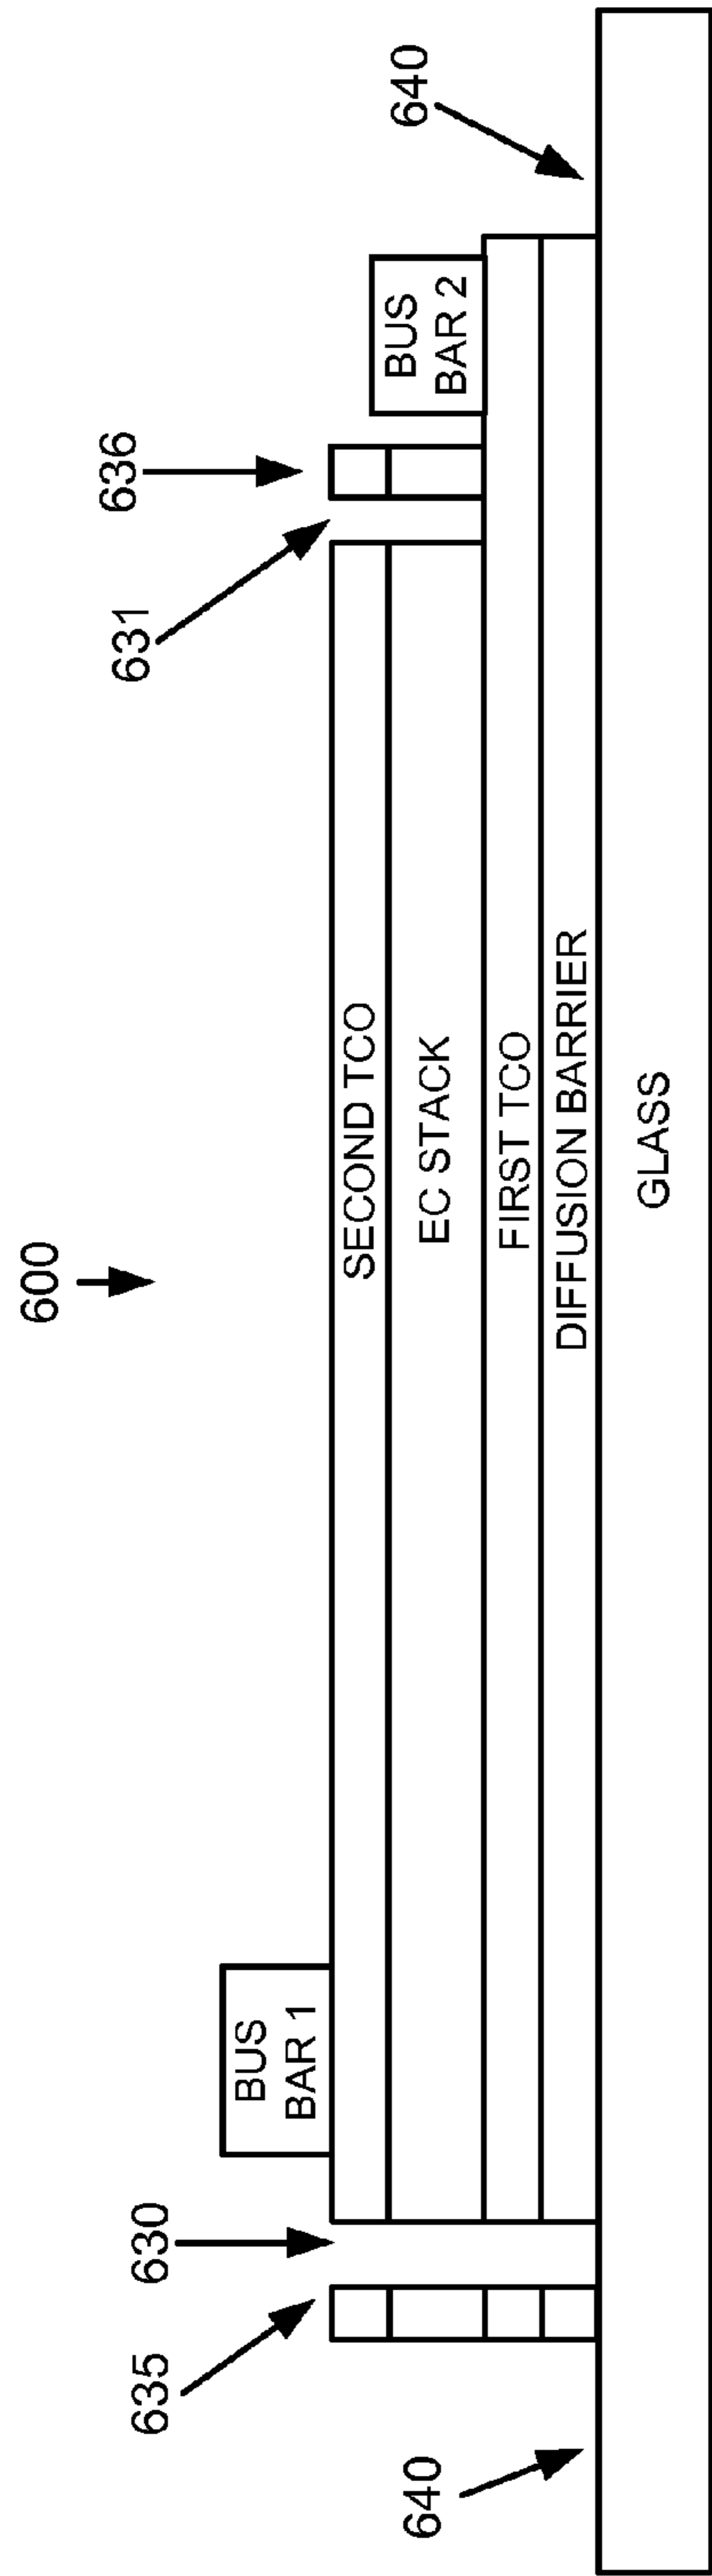 600
640
635
630
BUS
BAR 1
631
636
BUS
BAR 2
640
SECOND TCO
EC STACK
FIRST TCO
DIFFUSION BARRIER
GLASS